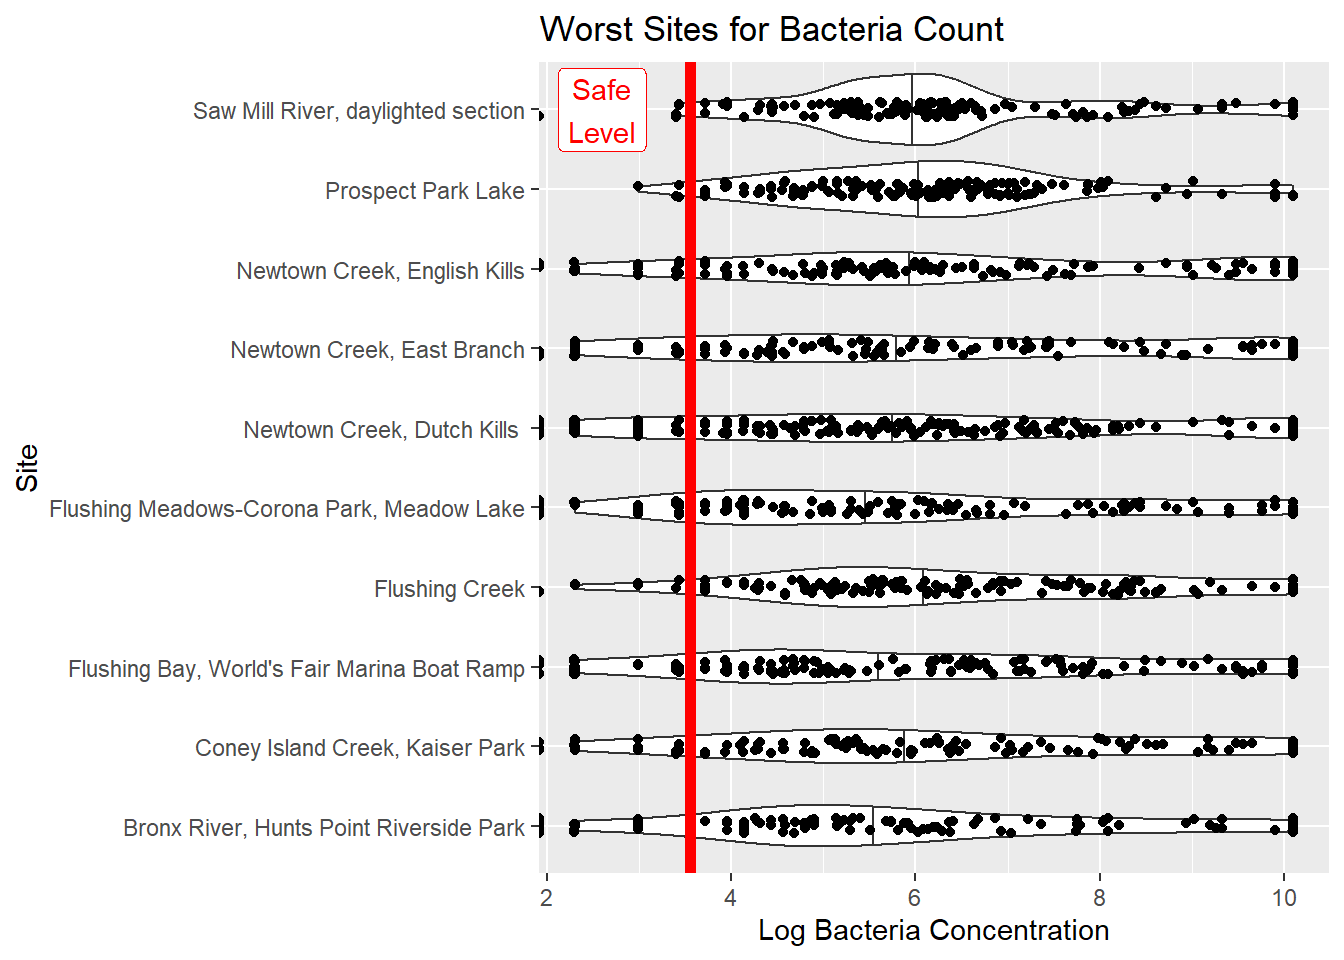 Worst Sites for Bacteria Count
Safe
Level
Saw Mill River, daylighted section
Prospect Park Lake
Newtown Creek, English Kills
Newtown Creek, East Branch
Newtown Creek, Dutch Kills
Flushing Meadows-Corona Park, Meadow Lake
Flushing Creek
Flushing Bay, World's Fair Marina Boat Ramp
Coney Island Creek, Kaiser Park
Bronx River, Hunts Point Riverside Park
Site
2 4 6 8 10
Log Bacteria Concentration